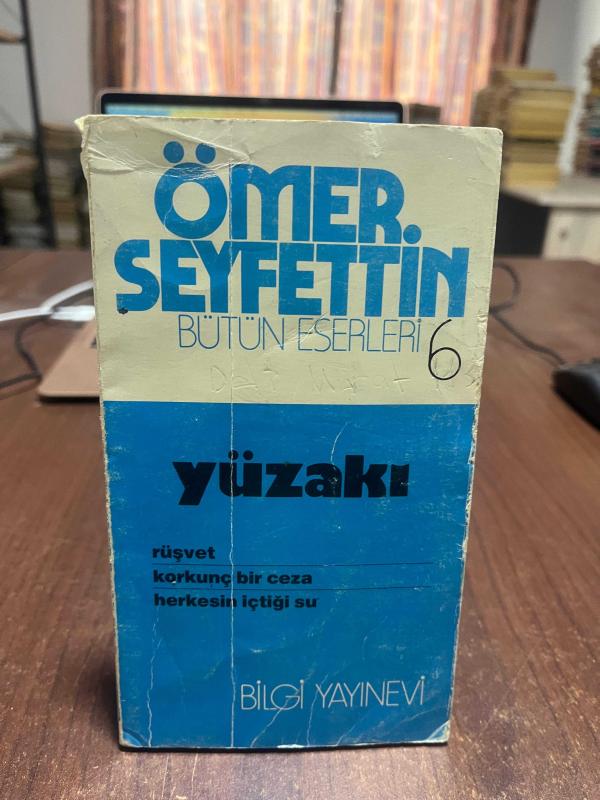 ÖMER
SEYFETTİN
BÜTÜN ESERLERİ 6
yüzakı
rüşvet
korkunç bir ceza
herkesin içtiği su
BİLGİ YAYINEVİ